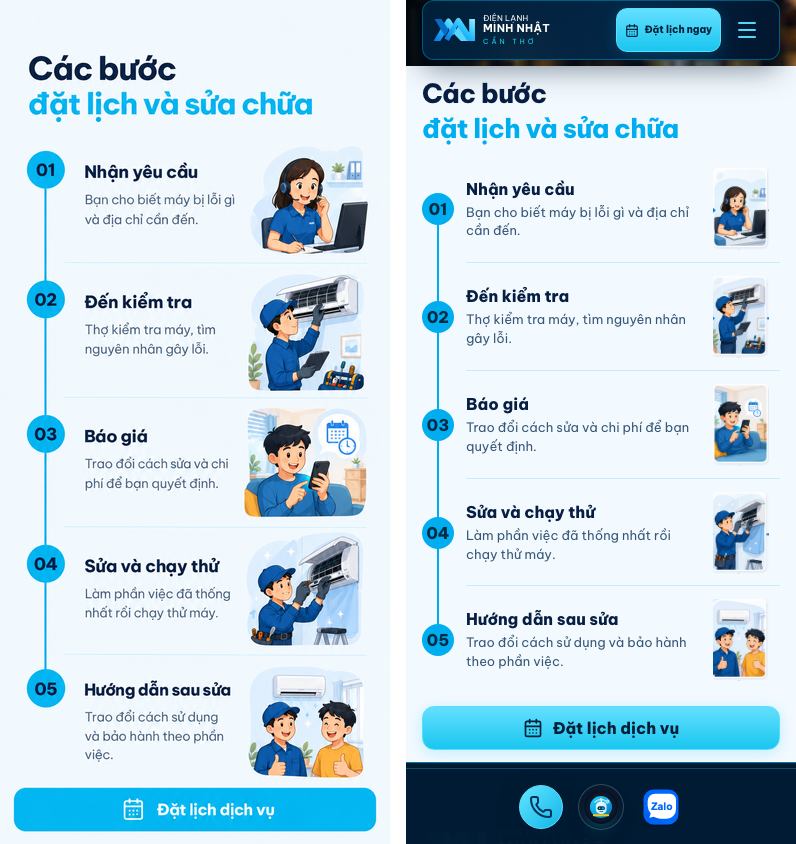 Các bước
đặt lịch và sửa chữa
01
Nhận yêu cầu
Bạn cho biết máy bị lỗi gì
và địa chỉ cần đến.
02
Đến kiểm tra
Thợ kiểm tra máy, tìm
nguyên nhân gây lỗi.
03
Báo giá
Trao đổi cách sửa và chi
phí để bạn quyết định.
04
Sửa và chạy thử
Làm phần việc đã thống
nhất rồi chạy thử máy.
05
Hướng dẫn sau sửa
Trao đổi cách sử dụng
và bảo hành theo phần
việc.
Đặt lịch dịch vụ
ĐIỆN LẠNH
MINH NHẬT
CẦN THƠ
Đặt lịch ngay
Các bước
đặt lịch và sửa chữa
01
Nhận yêu cầu
Bạn cho biết máy bị lỗi gì và địa chỉ
cần đến.
02
Đến kiểm tra
Thợ kiểm tra máy, tìm nguyên nhân
gây lỗi.
03
Báo giá
Trao đổi cách sửa và chi phí để bạn
quyết định.
04
Sửa và chạy thử
Làm phần việc đã thống nhất rồi
chạy thử máy.
05
Hướng dẫn sau sửa
Trao đổi cách sử dụng và bảo hành
theo phần việc.
Đặt lịch dịch vụ
Zalo